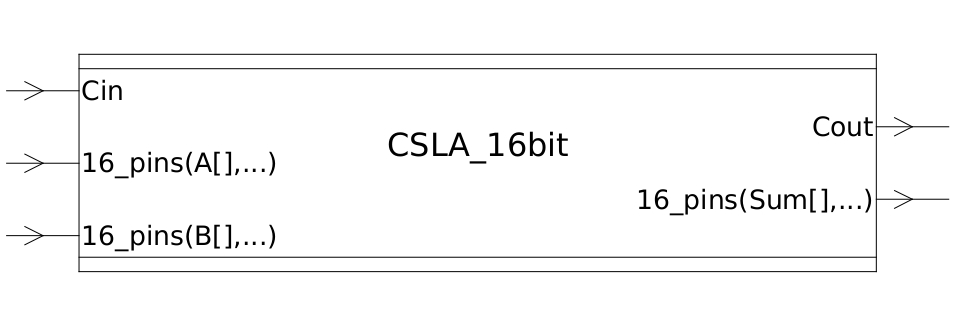 Cin
CSLA_16bit
Cout
16_pins(A[],...)
16_pins(Sum[],...)
16_pins(B[],...)